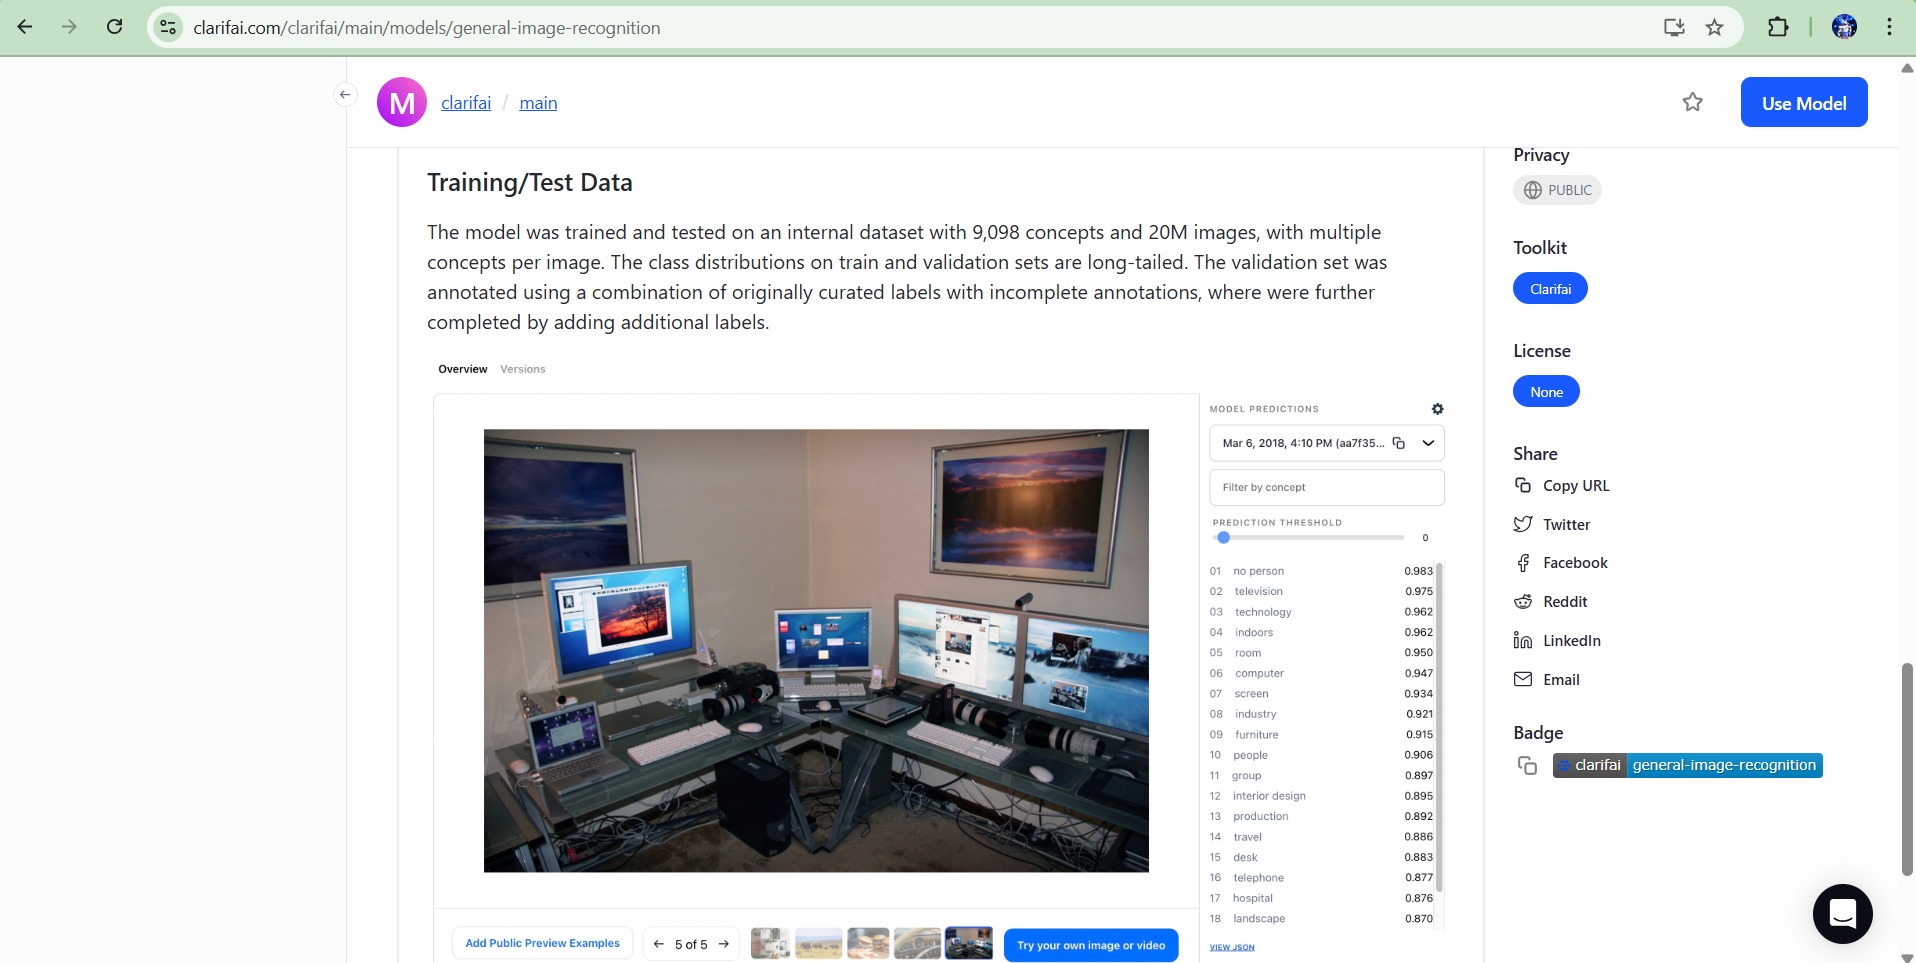 clarifai.com/clarifai/main/models/general-image-recognition
M
clarifai / main
Use Model
Training/Test Data
The model was trained and tested on an internal dataset with 9,098 concepts and 20M images, with multiple
concepts per image. The class distributions on train and validation sets are long-tailed. The validation set was
annotated using a combination of originally curated labels with incomplete annotations, where were further
completed by adding additional labels.
Overview Versions
MODEL PREDICTIONS
Mar 6, 2018, 4:10 PM (aa7f35...
Filter by concept
PREDICTION THRESHOLD
0
01 no person 0.983
02 television 0.975
03 technology 0.962
04 indoors 0.962
05 room 0.950
06 computer 0.947
07 screen 0.934
08 industry 0.921
09 furniture 0.915
10 people 0.906
11 group 0.897
12 interior design 0.895
13 production 0.892
14 travel 0.886
15 desk 0.883
16 telephone 0.877
17 hospital 0.876
18 landscape 0.870
VIEW JSON
Add Public Preview Examples
5 of 5
Try your own image or video
Privacy
PUBLIC
Toolkit
Clarifai
License
None
Share
Copy URL
Twitter
Facebook
Reddit
LinkedIn
Email
Badge
clarifai general-image-recognition